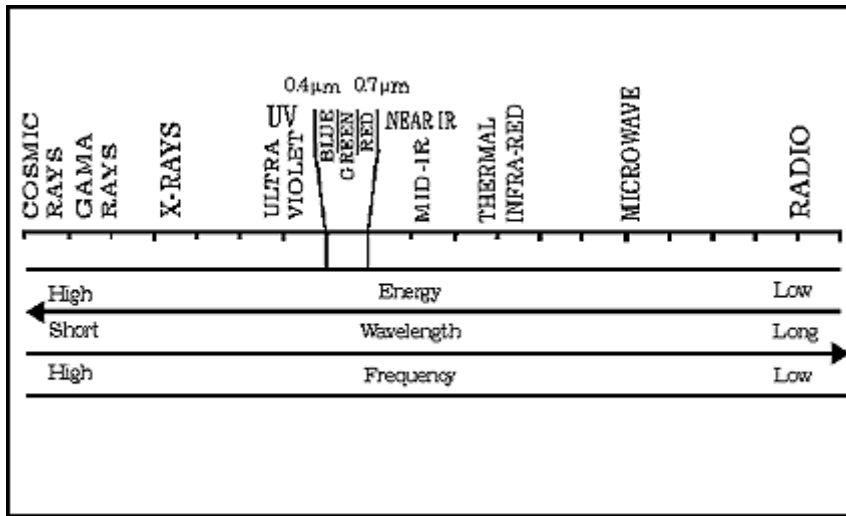 0.4µm 0.7µm
COSMIC
RAYS
GAMA
RAYS
X-RAYS
UV
ULTRA
VIOLET
BLUE
GREEN
RED
NEAR IR
MID-IR
THERMAL
INFRA-RED
MICROWAVE
RADIO
High Energy Low
Short Wavelength Long
High Frequency Low